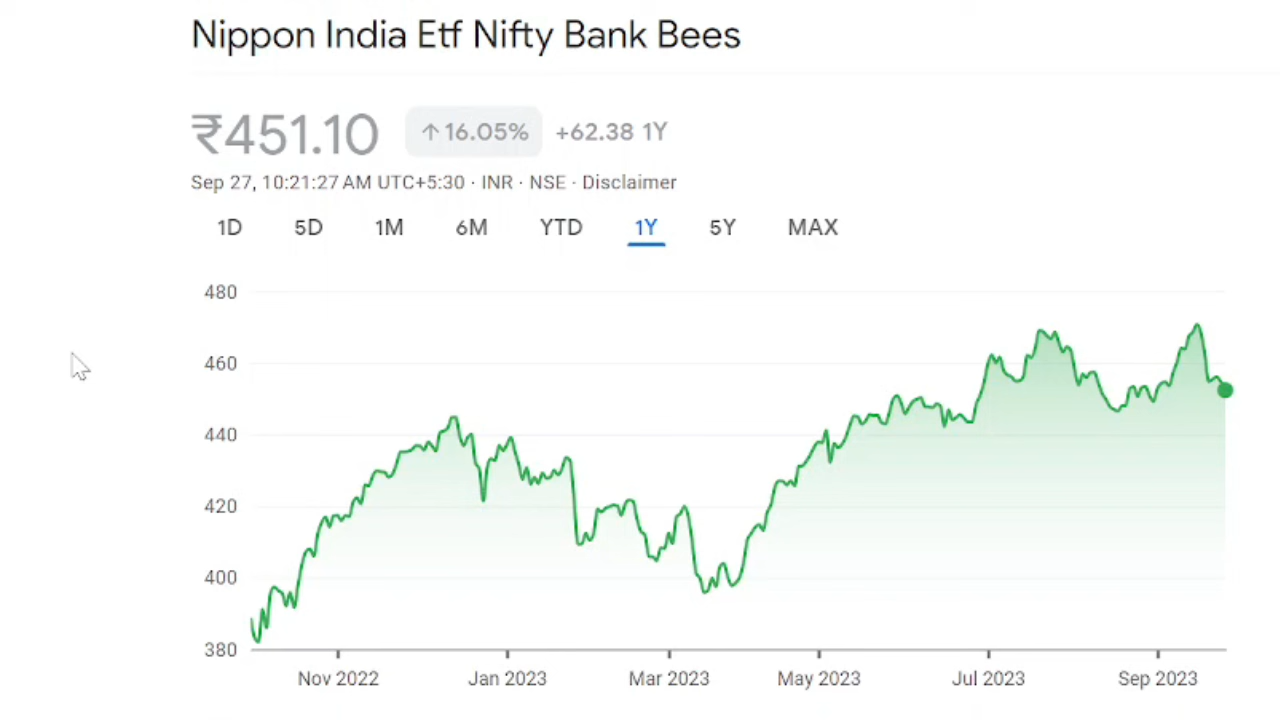 Nippon India Etf Nifty Bank Bees
₹451.10 ↑16.05% +62.38 1Y
Sep 27, 10:21:27 AM UTC+5:30 · INR · NSE · Disclaimer
1D 5D 1M 6M YTD 1Y 5Y MAX
480
460
440
420
400
380
Nov 2022 Jan 2023 Mar 2023 May 2023 Jul 2023 Sep 2023